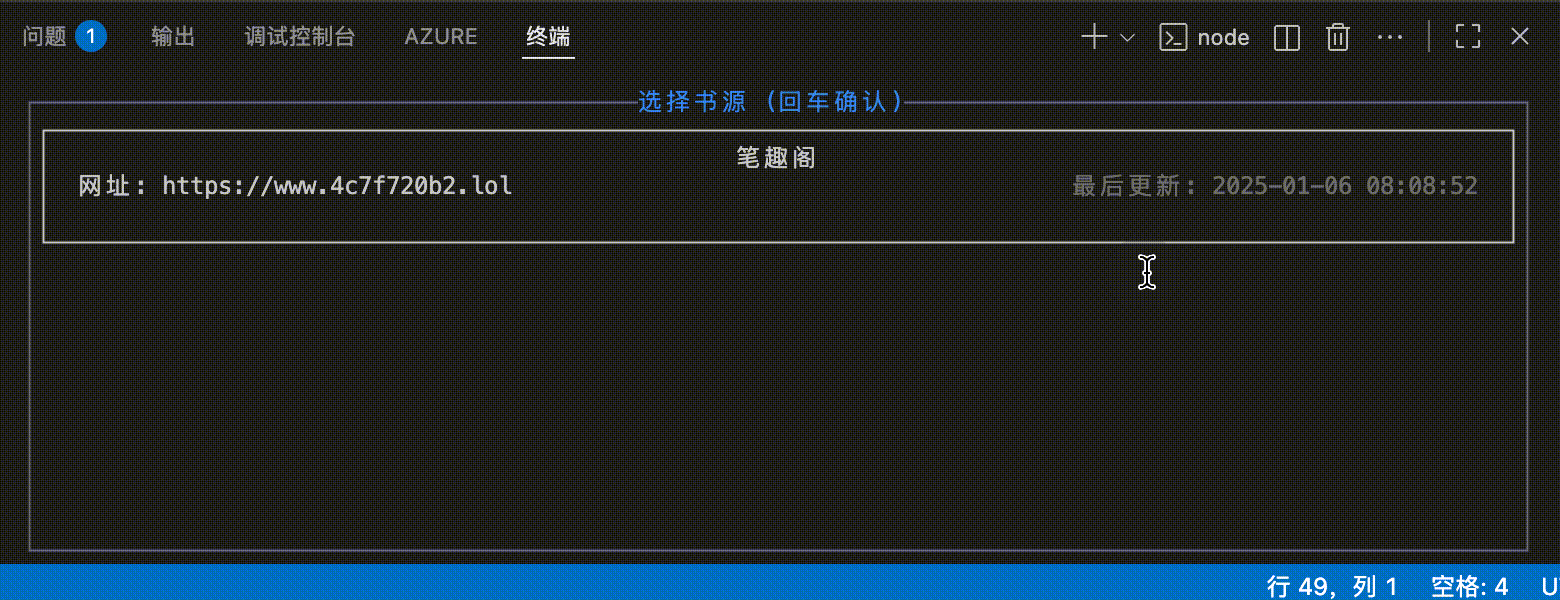 问题 1 输出 调试控制台 AZURE 终端 node
选择书源 (回车确认)
笔趣阁
网址: https://www.4c7f720b2.lol 最后更新: 2025-01-06 08:08:52
行 49, 列 1 空格: 4 U